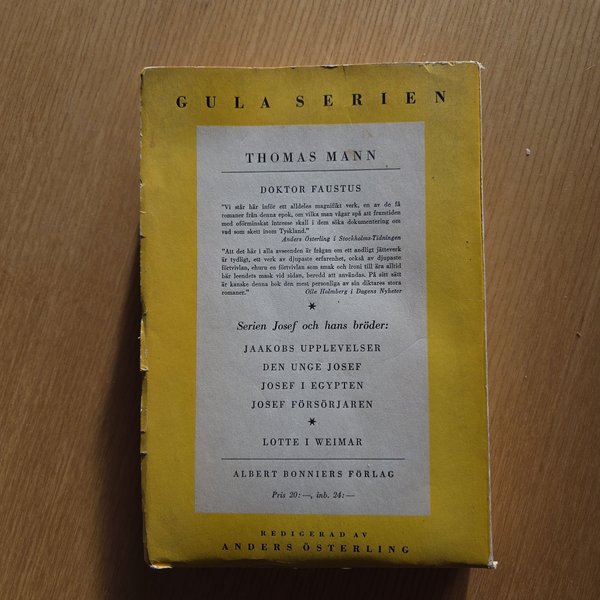 GULA SERIEN
THOMAS MANN
DOKTOR FAUSTUS
"Vi står här inför ett alldeles magnifikt verk, en av de få
romaner från denna epok, om vilka man vågar spå att framtiden
med oförminskat intresse skall i dem söka dokumentering om
vad som skett inom Tyskland."
Anders Österling i Stockholms-Tidningen
"Att det här i alla avseenden är frågan om ett andligt jätteverk
är tydligt, ett verk av djupaste erfarenhet, också av djupaste
förtvivlan, ehuru en förtvivlan som smak och ironi till ära alltid
bär leendets mask vid sidan, beredd att användas. På sitt sätt
är kanske denna bok den mest personliga av sin diktares stora
romaner."
Olle Holmberg i Dagens Nyheter
*
Serien Josef och hans bröder:
JAAKOBS UPPLEVELSER
DEN UNGE JOSEF
JOSEF I EGYPTEN
JOSEF FÖRSÖRJAREN
*
LOTTE I WEIMAR
ALBERT BONNIERS FÖRLAG
Pris 20:—, inb. 24:—
REDIGERAD AV
ANDERS ÖSTERLING